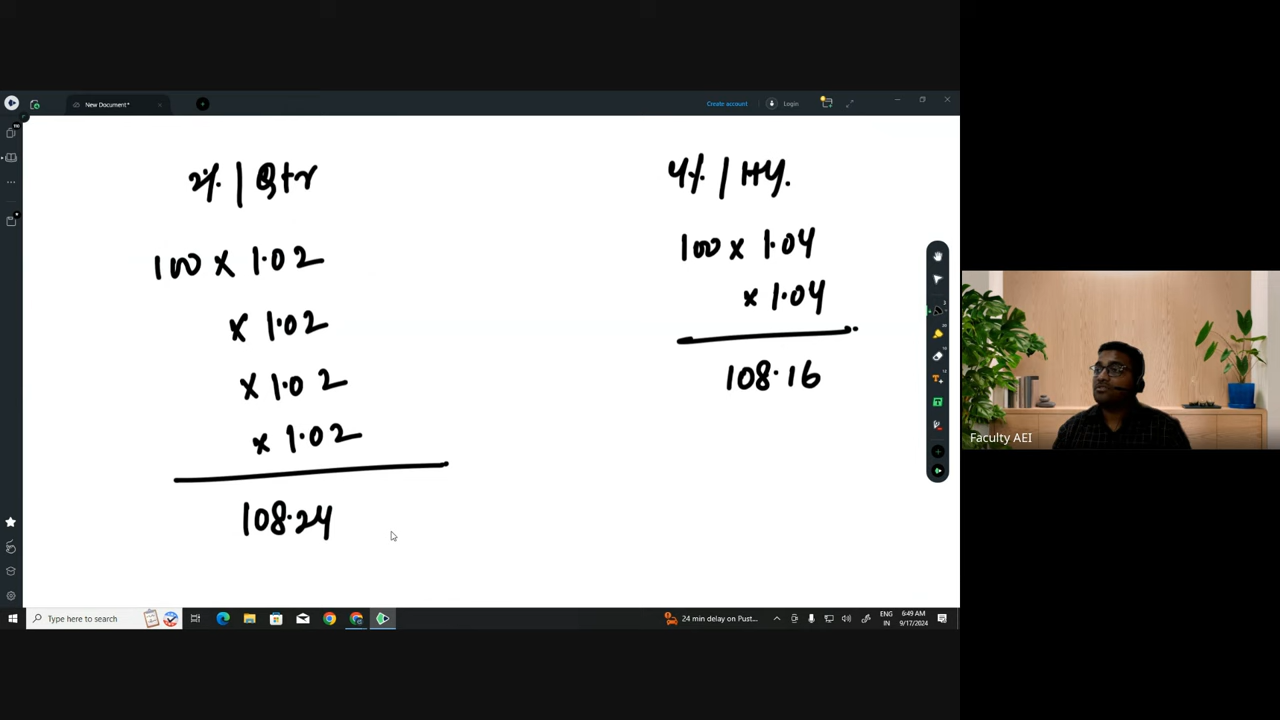 New Document*
Create account
Login
2% | Qtr
100 x 1.02
x 1.02
x 1.02
x 1.02
108.24
4% | HY.
100 x 1.04
x 1.04
108.16
Faculty AEI
Type here to search
24 min delay on Pust...
ENG
IN
6:49 AM
9/17/2024